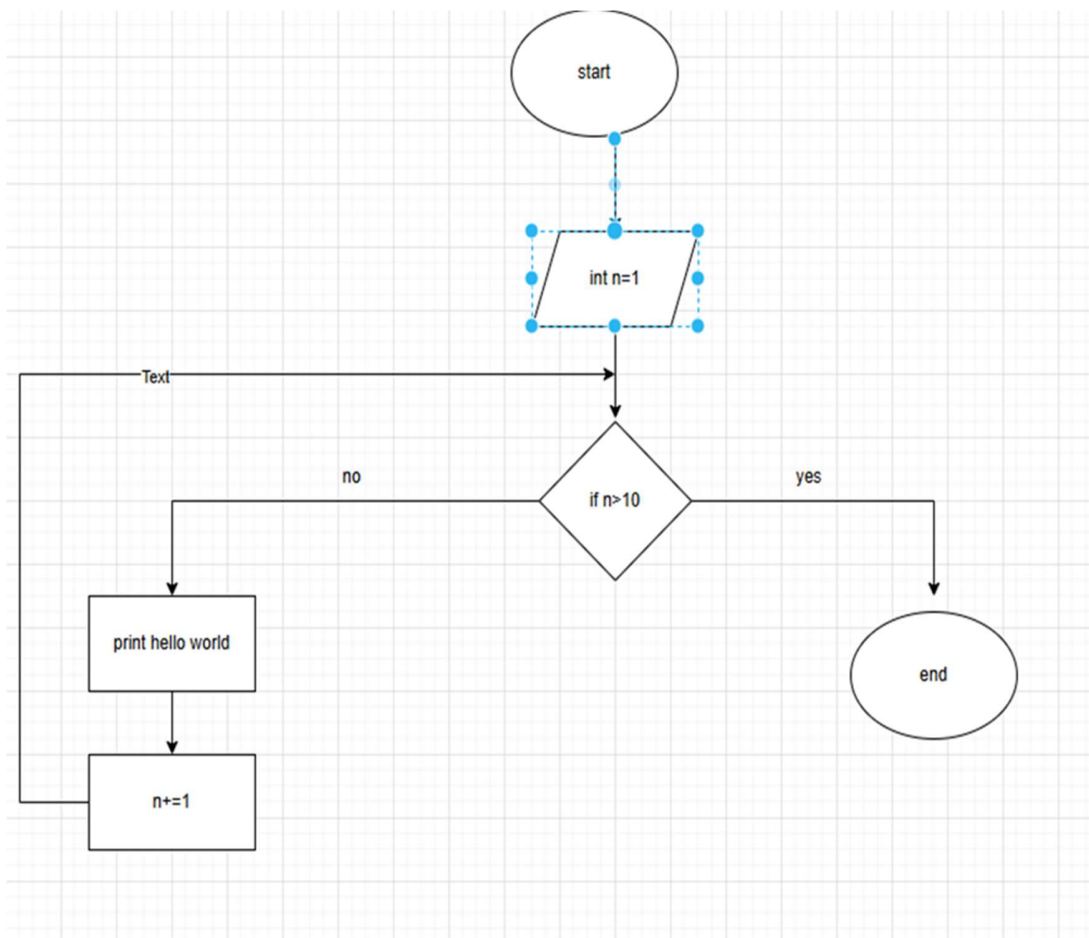 start
int n=1
Text
no
yes
if n>10
print hello world
end
n+=1